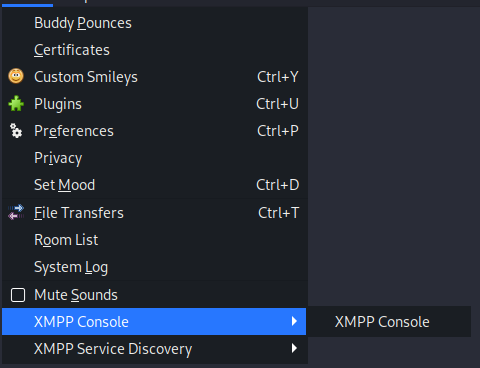 Buddy Pounces
Certificates
Custom Smileys Ctrl+Y
Plugins Ctrl+U
Preferences Ctrl+P
Privacy
Set Mood Ctrl+D
File Transfers Ctrl+T
Room List
System Log
Mute Sounds
XMPP Console XMPP Console
XMPP Service Discovery